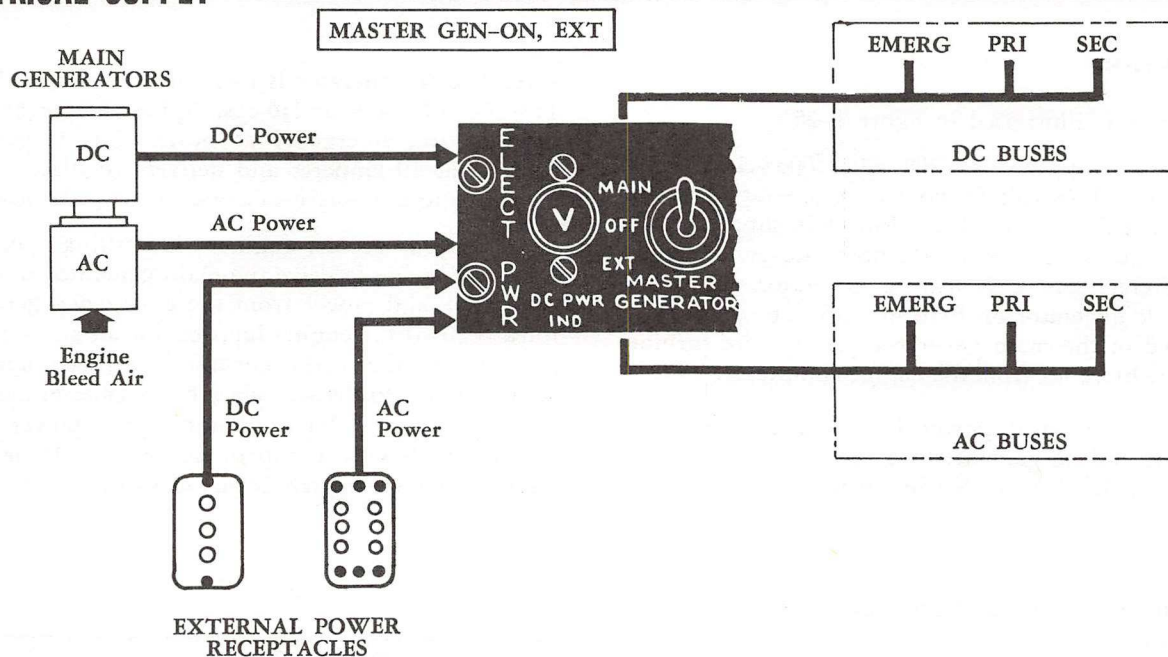 MASTER GEN-ON, EXT
MAIN
GENERATORS
DC
AC
Engine
Bleed Air
DC Power
AC Power
DC
Power
AC
Power
EXTERNAL POWER
RECEPTACLES
ELECT PWR
V
MAIN
OFF
EXT
MASTER
GENERATOR
DC PWR
IND
EMERG PRI SEC
DC BUSES
EMERG PRI SEC
AC BUSES